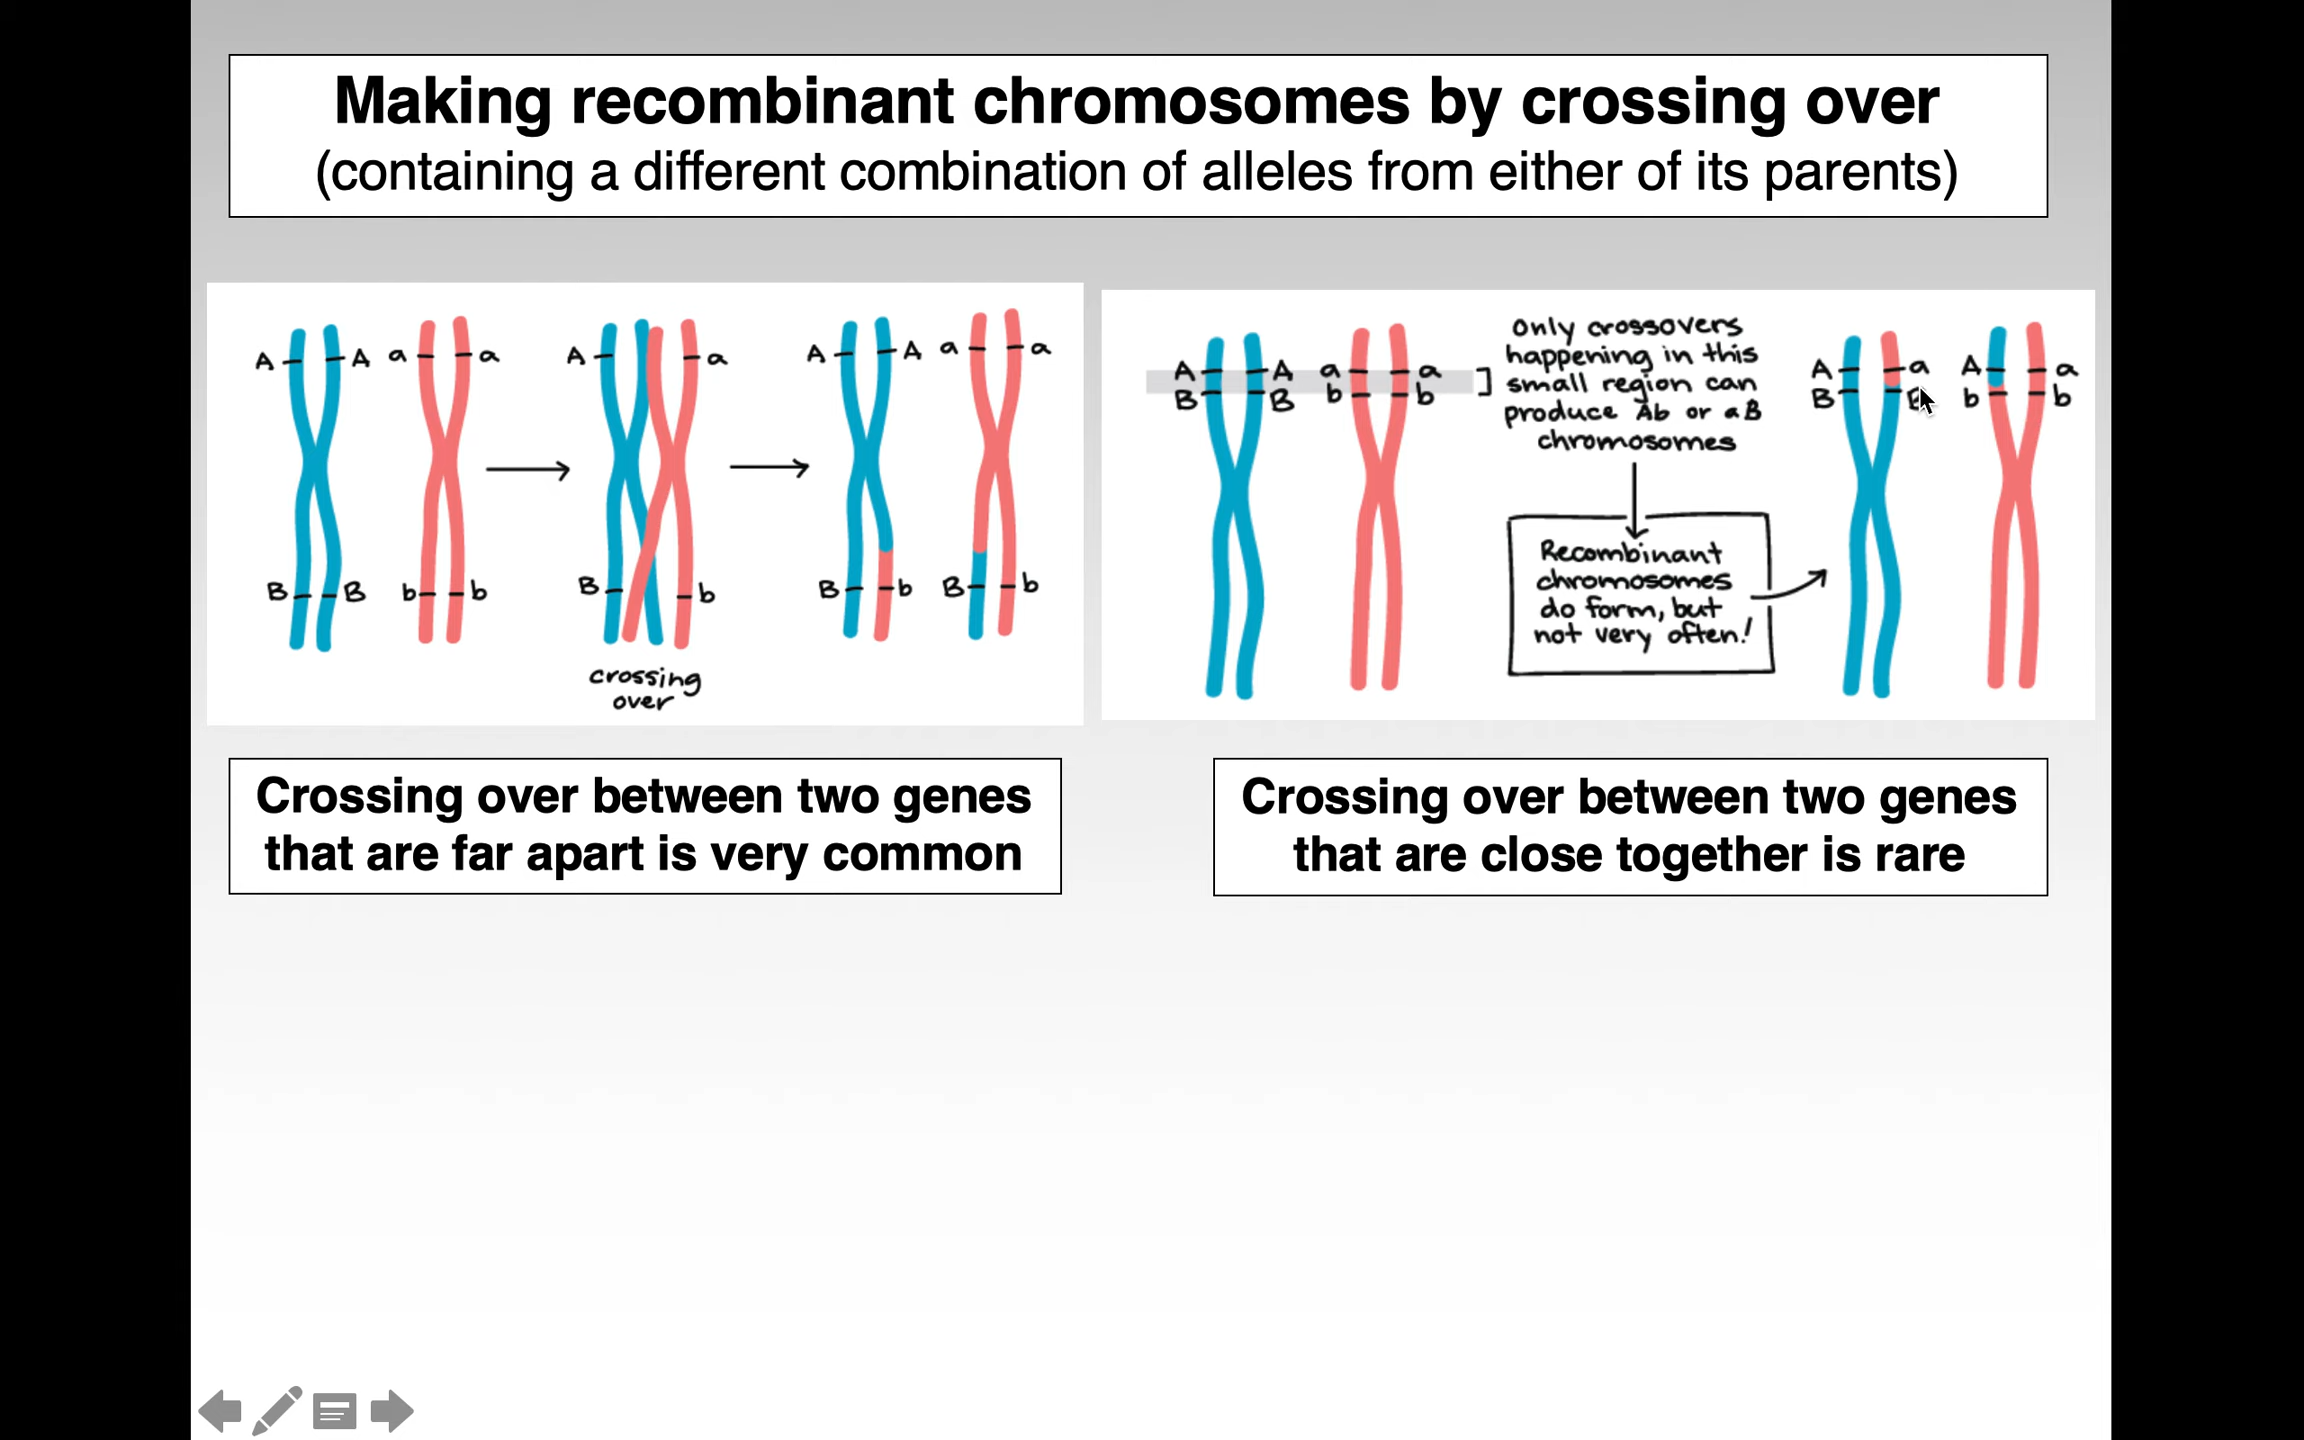 Making recombinant chromosomes by crossing over
(containing a different combination of alleles from either of its parents)
A A a a
B B b b
A a
B b
crossing
over
A A a a
B b B b
Crossing over between two genes
that are far apart is very common
A A a a
B B b b
Only crossovers
happening in this
small region can
produce Ab or aB
chromosomes
Recombinant
chromosomes
do form, but
not very often!
A a A a
B b b
Crossing over between two genes
that are close together is rare